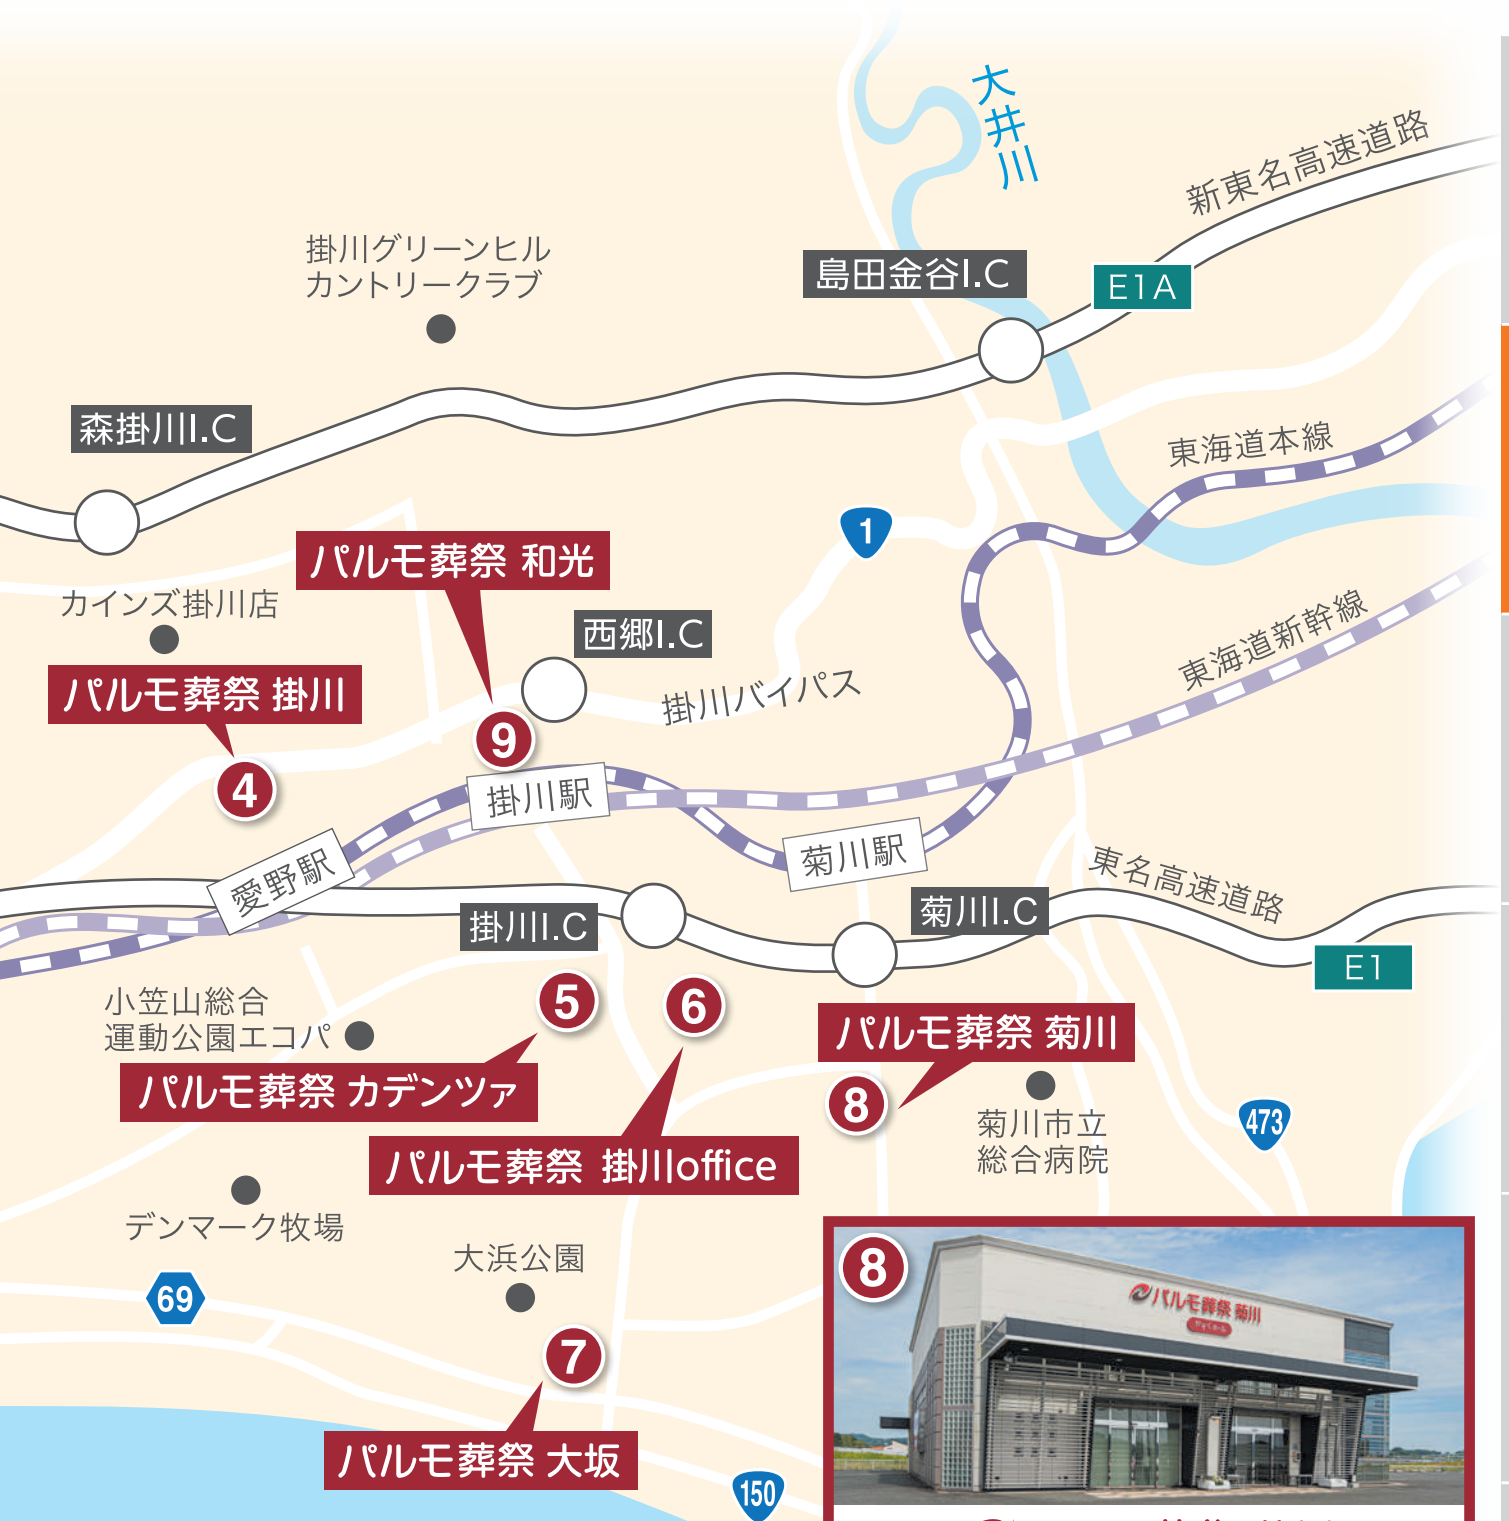 大井川
新東名高速道路
掛川グリーンヒル
カントリークラブ
島田金谷I.C
E1A
森掛川I.C
東海道本線
1
パルモ葬祭 和光
カインズ掛川店
西郷I.C
東海道新幹線
パルモ葬祭 掛川
掛川バイパス
9
4
掛川駅
菊川駅
愛野駅
東名高速道路
掛川I.C
菊川I.C
E1
小笠山総合
運動公園エコパ
5
6
パルモ葬祭 菊川
パルモ葬祭 カデンツァ
8
菊川市立
総合病院
473
パルモ葬祭 掛川office
デンマーク牧場
大浜公園
69
7
パルモ葬祭 大坂
150
8
パルモ葬祭 菊川